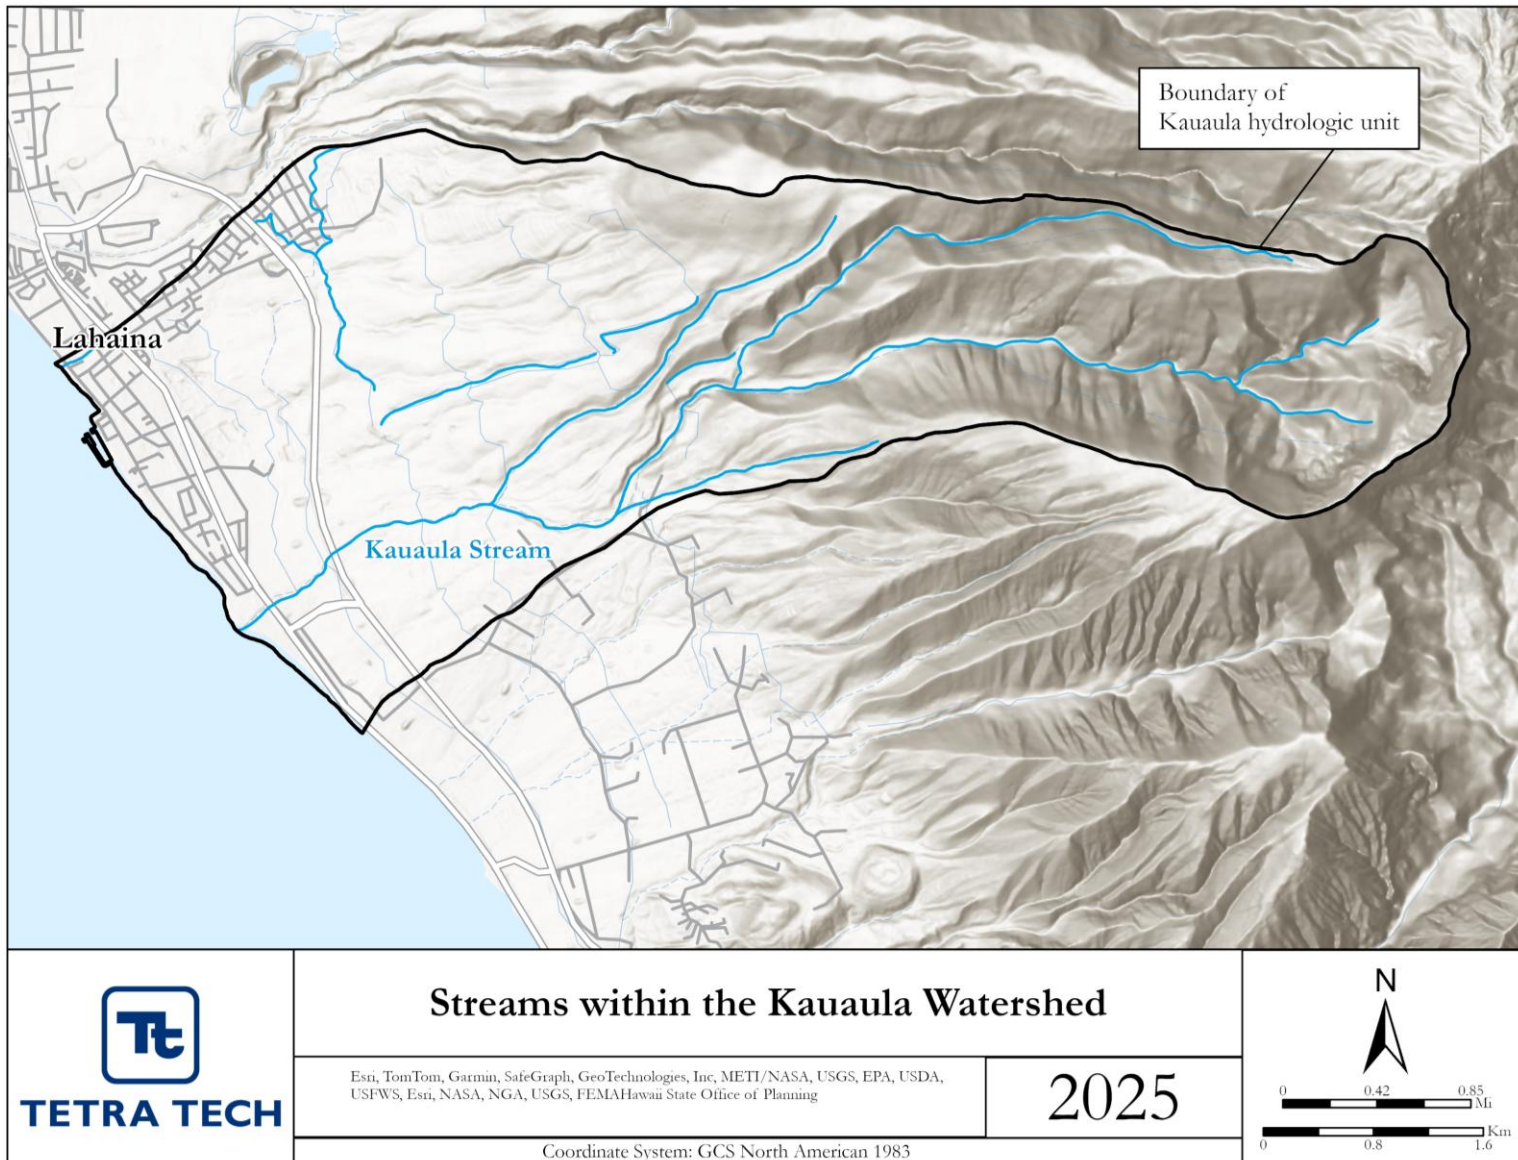 Boundary of
Kauaula hydrologic unit
Lahaina
Kauaula Stream
Tt
TETRA TECH
Streams within the Kauaula Watershed
Esri, TomTom, Garmin, SafeGraph, GeoTechnologies, Inc, METI/NASA, USGS, EPA, USDA,
USFWS, Esri, NASA, NGA, USGS, FEMAHawaii State Office of Planning
2025
Coordinate System: GCS North American 1983
N
0 0.42 0.85
Mi
Km
0 0.8 1.6